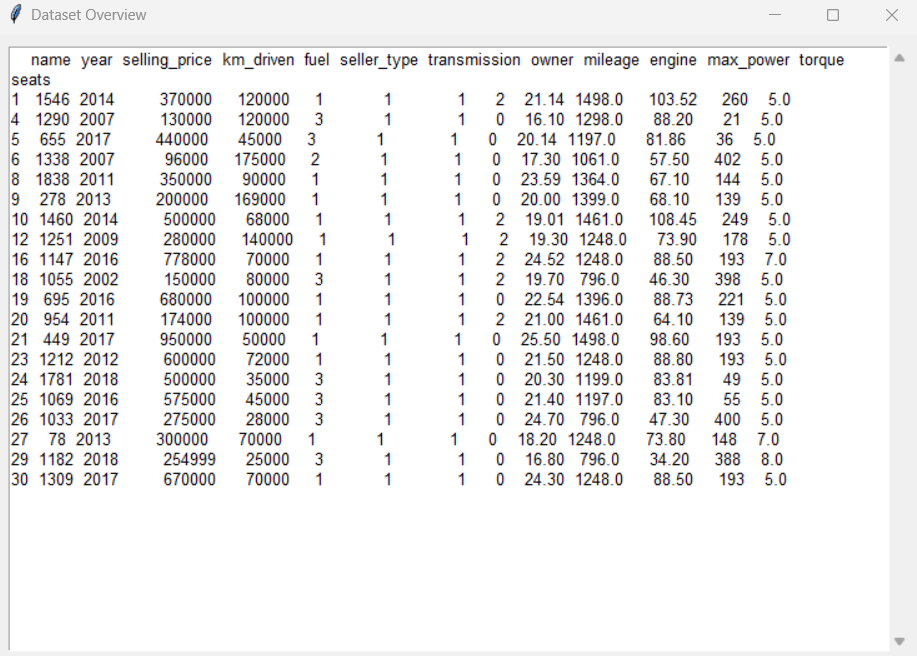 Dataset Overview
name year selling_price km_driven fuel seller_type transmission owner mileage engine max_power torque
seats
1 1546 2014 370000 120000 1 1 1 2 21.14 1498.0 103.52 260 5.0
4 1290 2007 130000 120000 3 1 1 0 16.10 1298.0 88.20 21 5.0
5 655 2017 440000 45000 3 1 1 0 20.14 1197.0 81.86 36 5.0
6 1338 2007 96000 175000 2 1 1 0 17.30 1061.0 57.50 402 5.0
8 1838 2011 350000 90000 1 1 1 0 23.59 1364.0 67.10 144 5.0
9 278 2013 200000 169000 1 1 1 0 20.00 1399.0 68.10 139 5.0
10 1460 2014 500000 68000 1 1 1 2 19.01 1461.0 108.45 249 5.0
12 1251 2009 280000 140000 1 1 1 2 19.30 1248.0 73.90 178 5.0
16 1147 2016 778000 70000 1 1 1 2 24.52 1248.0 88.50 193 7.0
18 1055 2002 150000 80000 3 1 1 2 19.70 796.0 46.30 398 5.0
19 695 2016 680000 100000 1 1 1 0 22.54 1396.0 88.73 221 5.0
20 954 2011 174000 100000 1 1 1 2 21.00 1461.0 64.10 139 5.0
21 449 2017 950000 50000 1 1 1 0 25.50 1498.0 98.60 193 5.0
23 1212 2012 600000 72000 1 1 1 0 21.50 1248.0 88.80 193 5.0
24 1781 2018 500000 35000 3 1 1 0 20.30 1199.0 83.81 49 5.0
25 1069 2016 575000 45000 3 1 1 0 21.40 1197.0 83.10 55 5.0
26 1033 2017 275000 28000 3 1 1 0 24.70 796.0 47.30 400 5.0
27 78 2013 300000 70000 1 1 1 0 18.20 1248.0 73.80 148 7.0
29 1182 2018 254999 25000 3 1 1 0 16.80 796.0 34.20 388 8.0
30 1309 2017 670000 70000 1 1 1 0 24.30 1248.0 88.50 193 5.0